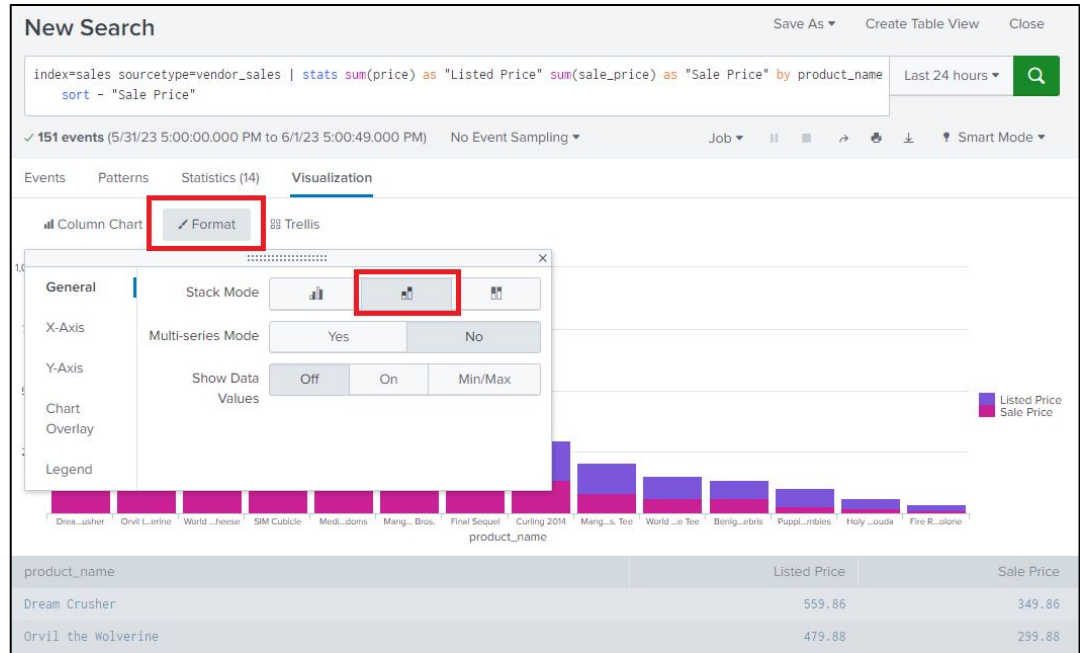 New Search
Save As ▾ Create Table View Close
index=sales sourcetype=vendor_sales | stats sum(price) as "Listed Price" sum(sale_price) as "Sale Price" by product_name
sort - "Sale Price"
Last 24 hours ▾
✓ 151 events (5/31/23 5:00:00.000 PM to 6/1/23 5:00:49.000 PM) No Event Sampling ▾ Job ▾ Smart Mode ▾
Events Patterns Statistics (14) Visualization
Column Chart Format Trellis
General
X-Axis
Y-Axis
Chart
Overlay
Legend
Stack Mode
Multi-series Mode Yes No
Show Data
Values
Off On Min/Max
Listed Price
Sale Price
Drea...usher Orvil t...erine World ...heese SIM Cubicle Medi...doms Mang... Bros. Final Sequel Curling 2014 Mang...s. Tee World ...e Tee Benig...ebris Puppi...mbies Holy ...ouda Fire R...olone
product_name
product_name Listed Price Sale Price
Dream Crusher 559.86 349.86
Orvil the Wolverine 479.88 299.88